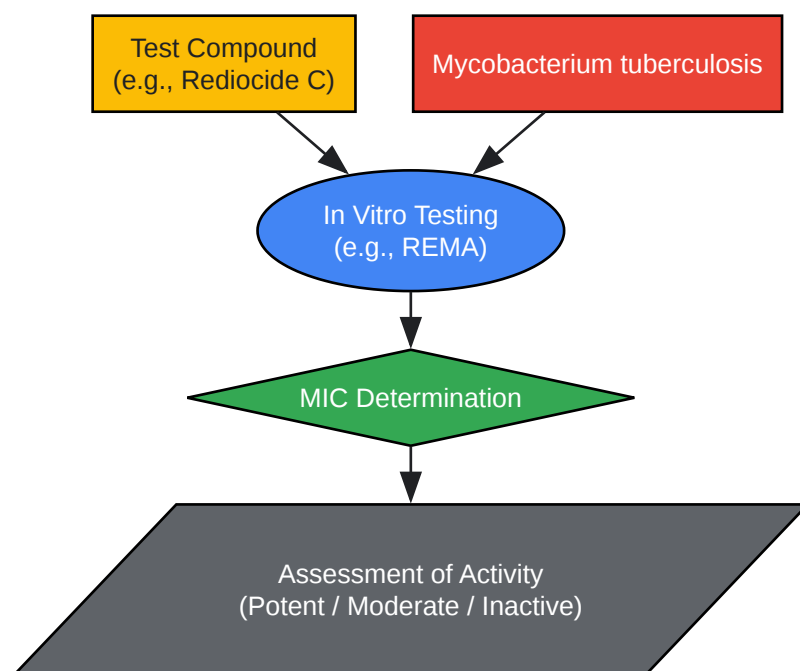 Test Compound
(e.g., Rediocide C)
Mycobacterium tuberculosis
In Vitro Testing
(e.g., REMA)
MIC Determination
Assessment of Activity
(Potent / Moderate / Inactive)